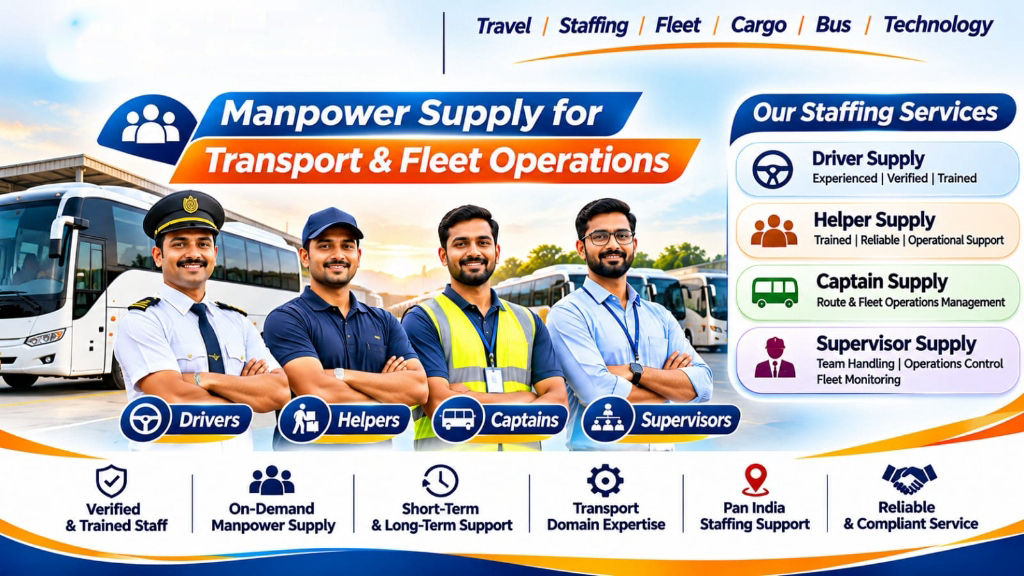 Travel / Staffing / Fleet / Cargo / Bus / Technology
Manpower Supply for
Transport & Fleet Operations
Our Staffing Services
Driver Supply
Experienced | Verified | Trained
Helper Supply
Trained | Reliable | Operational Support
Captain Supply
Route & Fleet Operations Management
Supervisor Supply
Team Handling | Operations Control
Fleet Monitoring
Drivers
Helpers
Captains
Supervisors
Verified
& Trained Staff
On-Demand
Manpower Supply
Short-Term
& Long-Term Support
Transport
Domain Expertise
Pan India
Staffing Support
Reliable
& Compliant Service